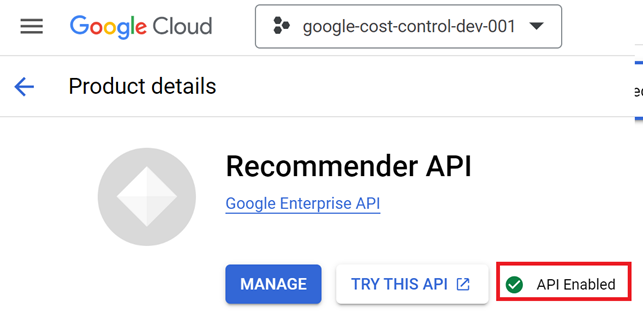 Google Cloud
google-cost-control-dev-001
Product details
Recommender API
Google Enterprise API
MANAGE
TRY THIS API
API Enabled